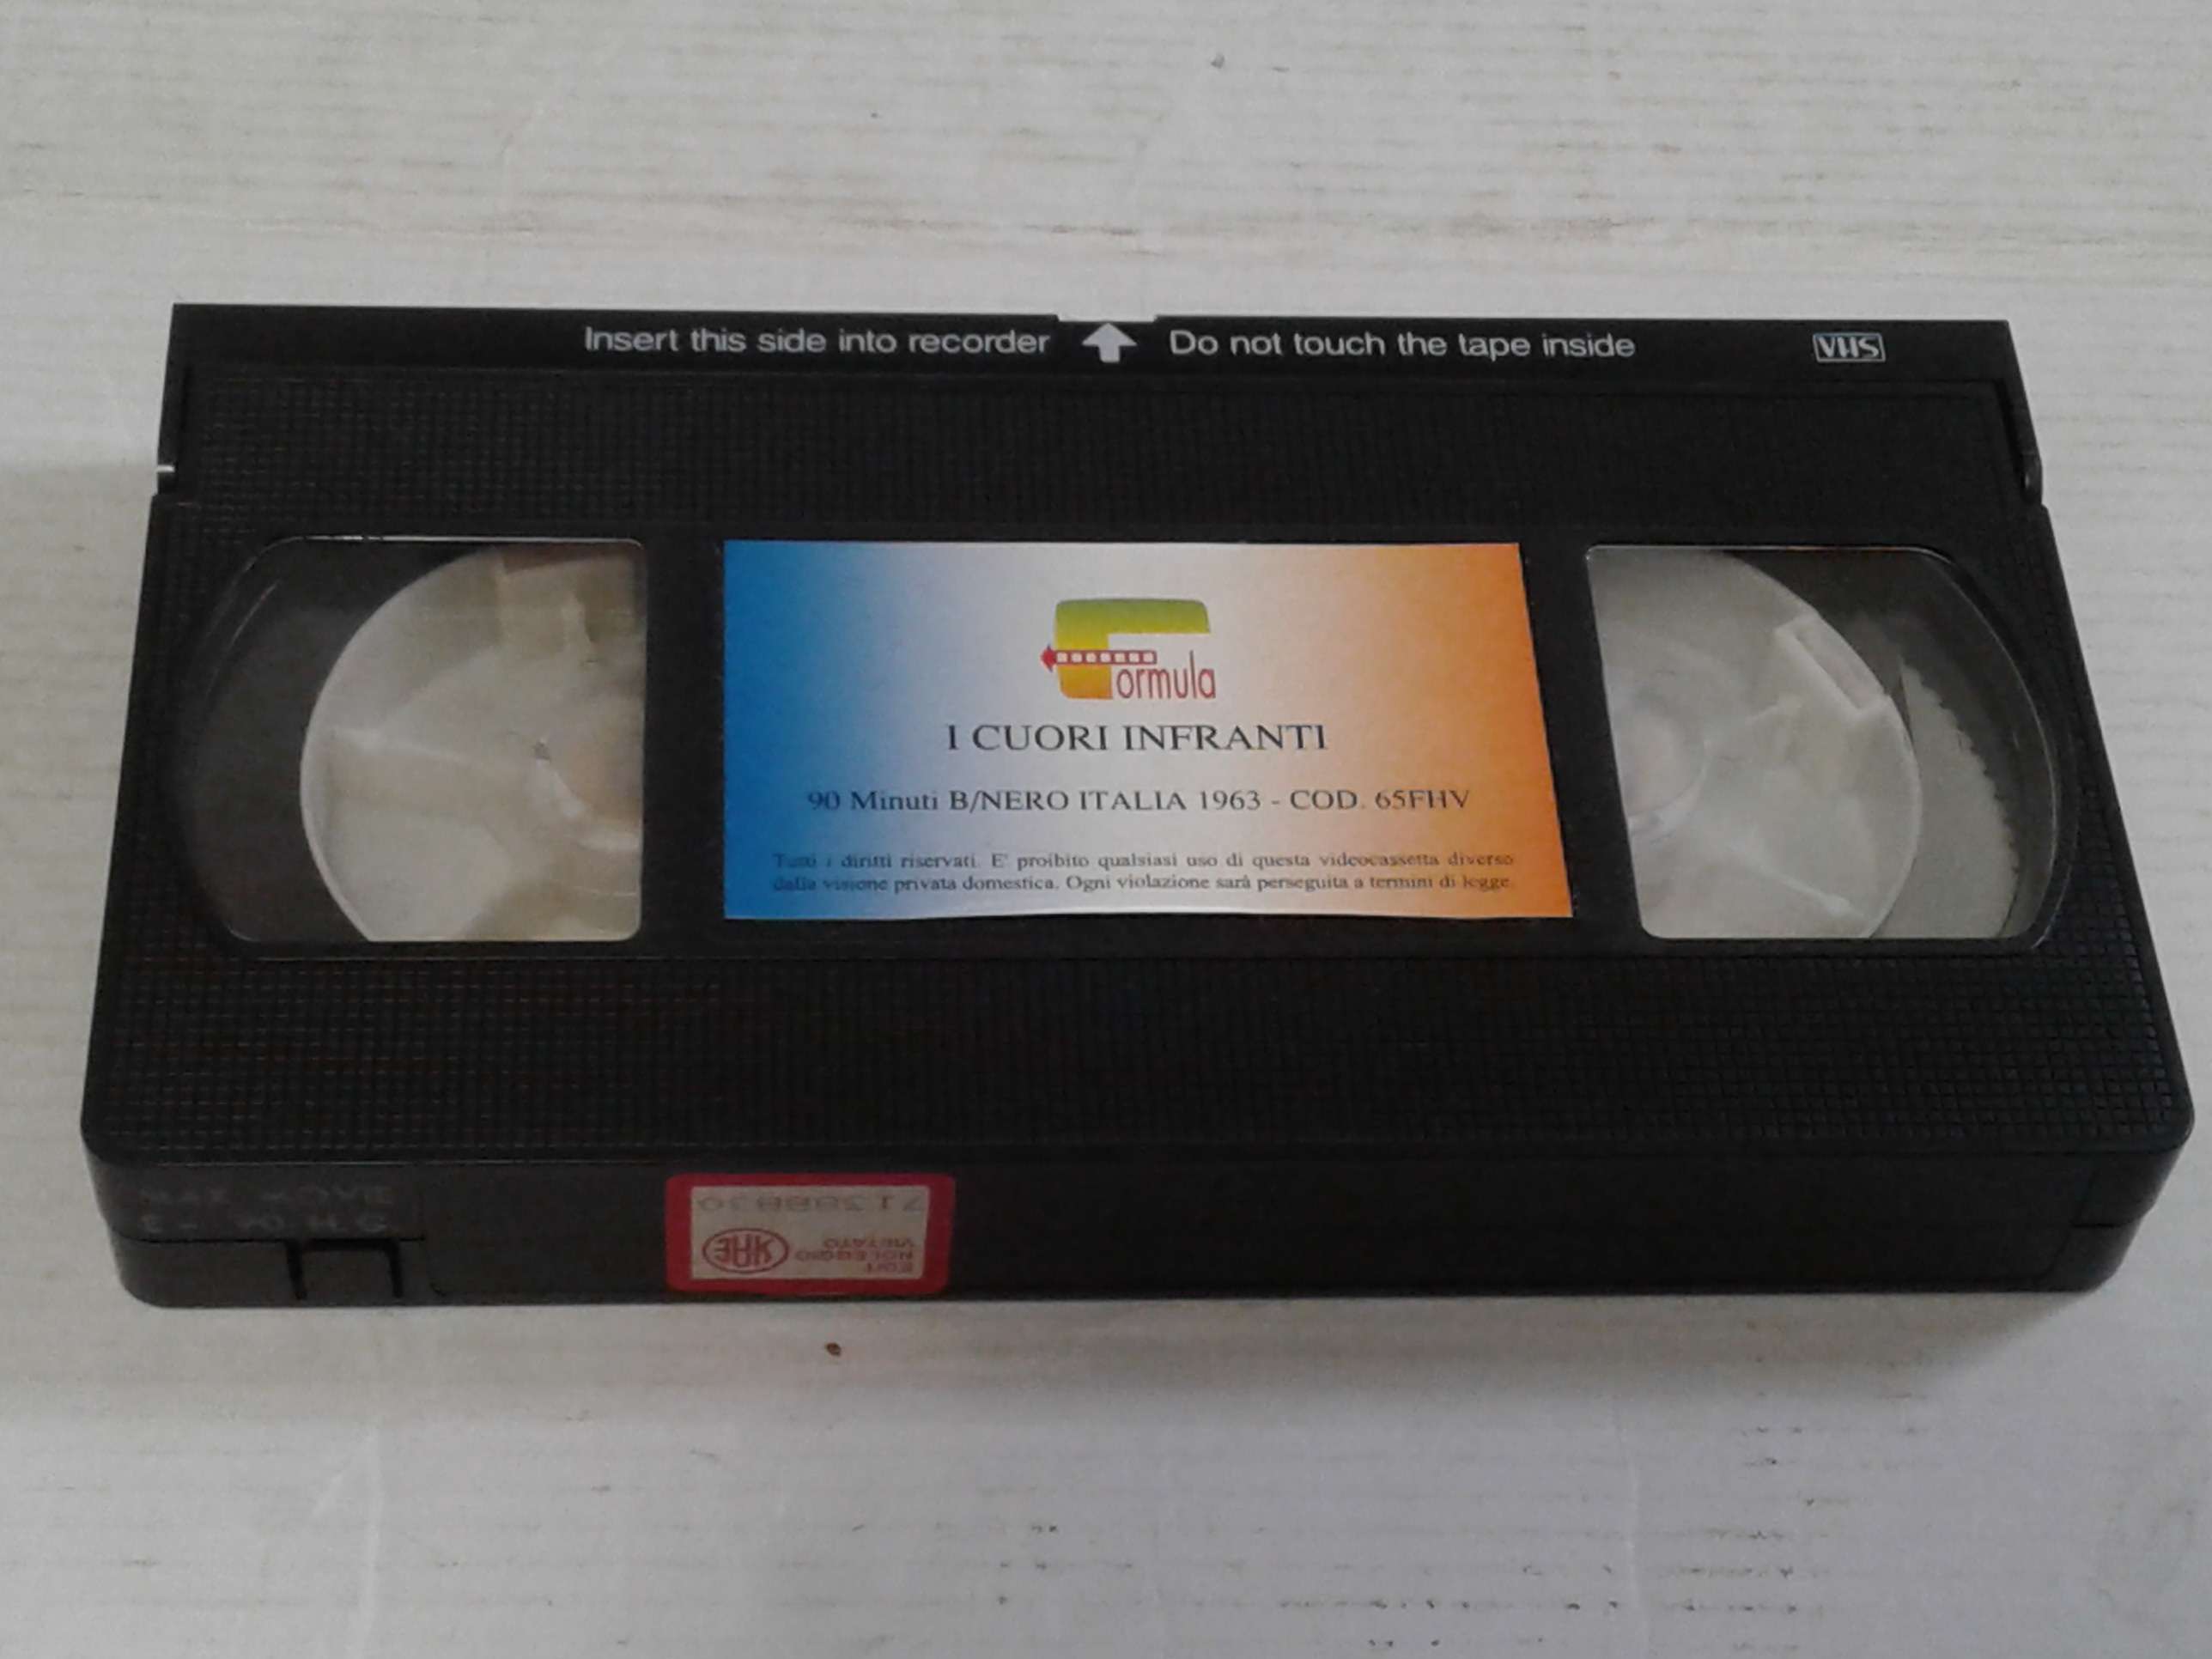 Insert this side into recorder Do not touch the tape inside VHS
Formula
I CUORI INFRANTI
90 Minuti B/NERO ITALIA 1963 - COD. 65FHV
Tutti i diritti riservati. E' proibito qualsiasi uso di questa videocassetta diverso
dalla visione privata domestica. Ogni violazione sarà perseguita a termini di legge.
NOLEGGIO
VIETATO